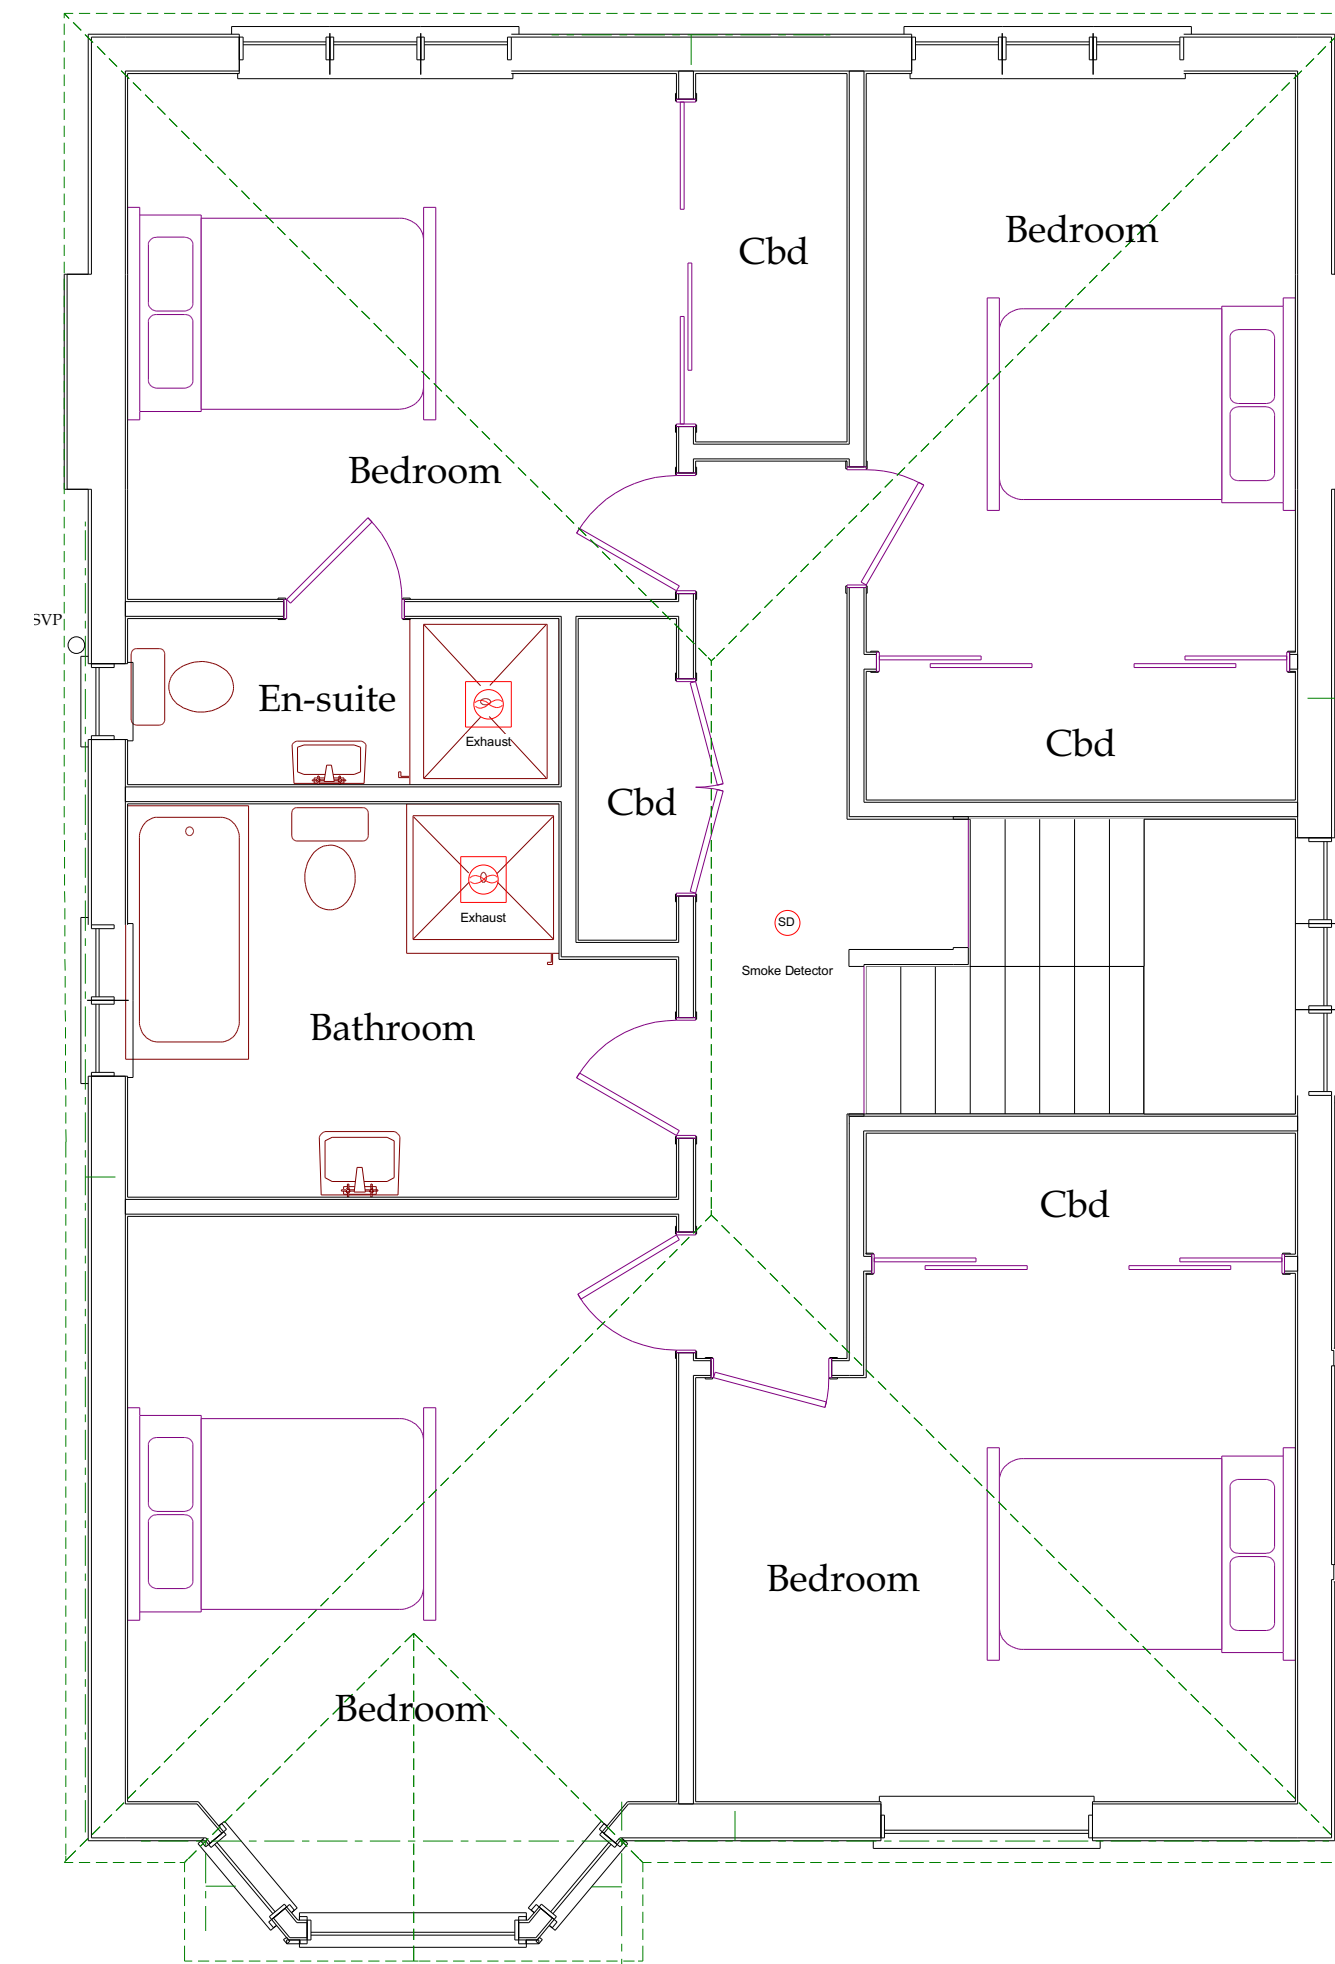 Bedroom
Cbd
Bedroom
SVP
En-suite
Exhaust
Cbd
Cbd
Exhaust
SD
Smoke Detector
Bathroom
Cbd
Bedroom
Bedroom